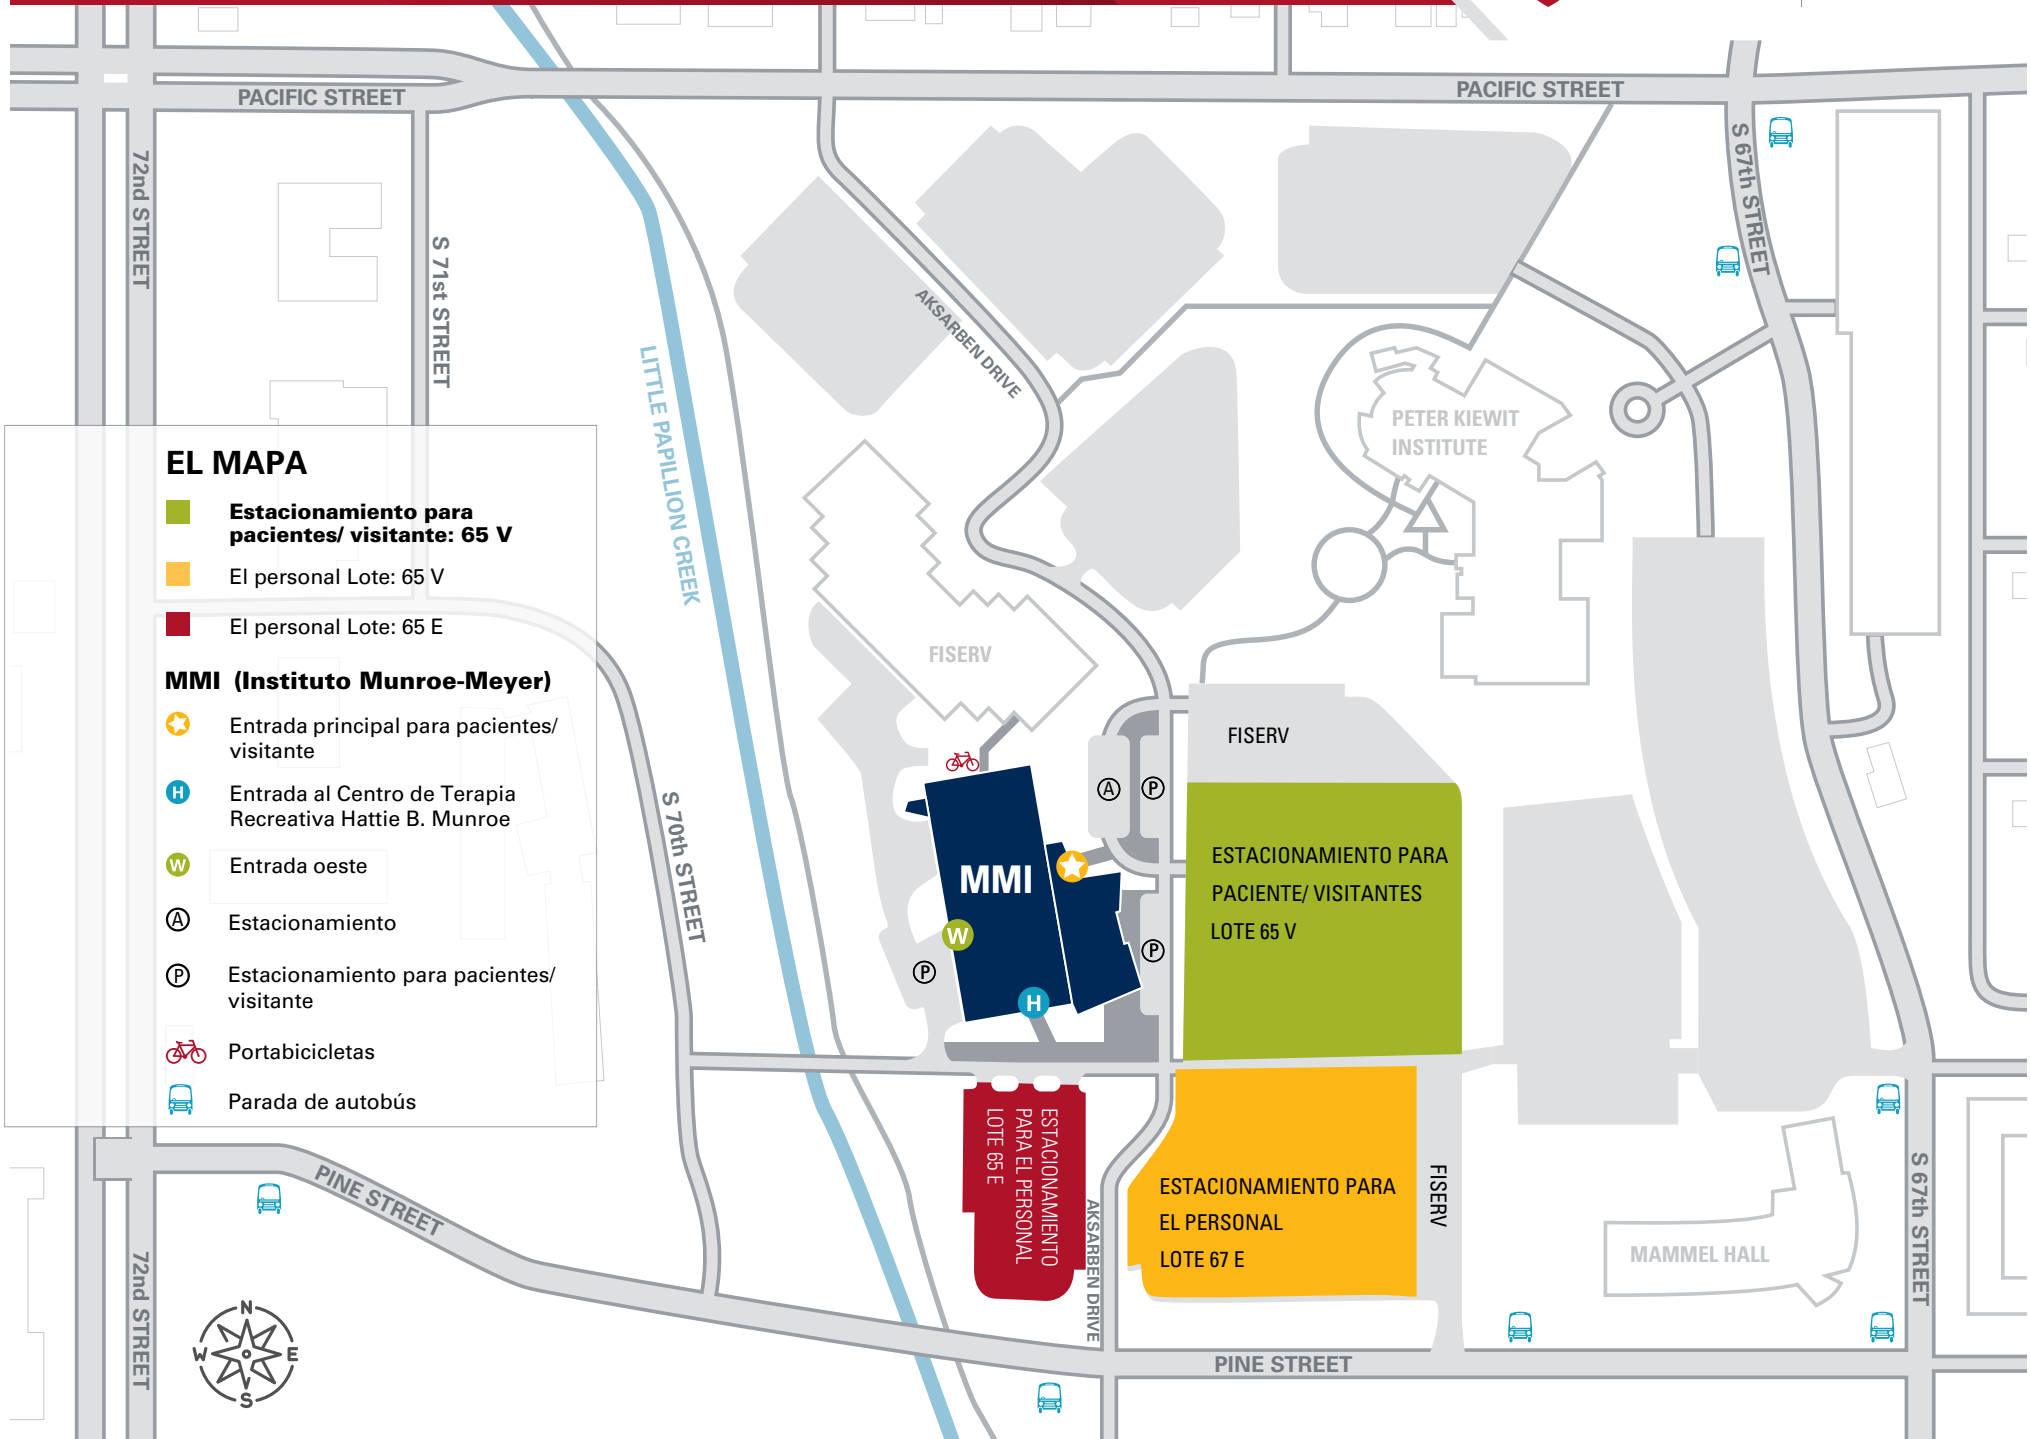 PACIFIC STREET
PACIFIC STREET
72nd STREET
S 71st STREET
S 67th STREET
AKSARBEN DRIVE
LITTLE PAPILLION CREEK
PETER KIEWIT
INSTITUTE
EL MAPA
Estacionamiento para
pacientes/ visitante: 65 V
El personal Lote: 65 V
El personal Lote: 65 E
MMI (Instituto Munroe-Meyer)
Entrada principal para pacientes/
visitante
H
Entrada al Centro de Terapia
Recreativa Hattie B. Munroe
W
Entrada oeste
A
Estacionamiento
P
Estacionamiento para pacientes/
visitante
Portabicicletas
Parada de autobús
FISERV
FISERV
S 70th STREET
A
P
MMI
W
P
H
P
ESTACIONAMIENTO PARA
PACIENTE/ VISITANTES
LOTE 65 V
ESTACIONAMIENTO
PARA EL PERSONAL
LOTE 65 E
AKSARBEN DRIVE
ESTACIONAMIENTO PARA
EL PERSONAL
LOTE 67 E
FISERV
MAMMEL HALL
S 67th STREET
PINE STREET
72nd STREET
N
W
E
S
PINE STREET